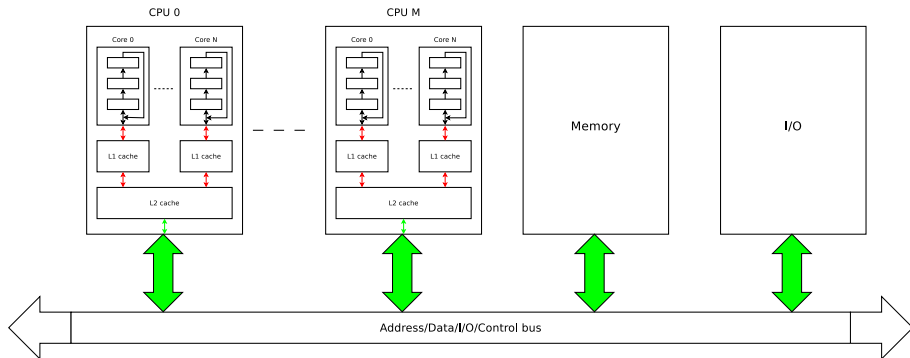 CPU 0
CPU M
Core 0
Core N
Core 0
Core N
Memory
I/O
L1 cache
L1 cache
L1 cache
L1 cache
L2 cache
L2 cache
Address/Data/I/O/Control bus